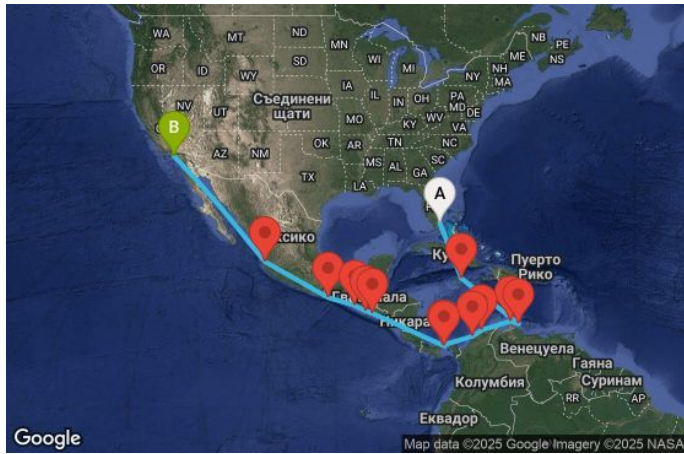 WA
MT
ND
MN
NB
PE
OR
ID
SD
WI
MI
ME
NS
WY
NY
NH
MA
IA
NV
UT
Съединени
щати
IL
IN
OH
PA
MD
DE
B
MO
KY
WV
VA
AZ
NM
OK
AR
TN
NC
MS
AL
SC
TX
GA
LA
A
ксико
Ку
Пуерто
Рико
Гв
ала
Никара
Венецуела
Гаяна
Колумбия
Суринам
RR
AP
Еквадор
Google
Map data ©2025 Google Imagery ©2025 NASA